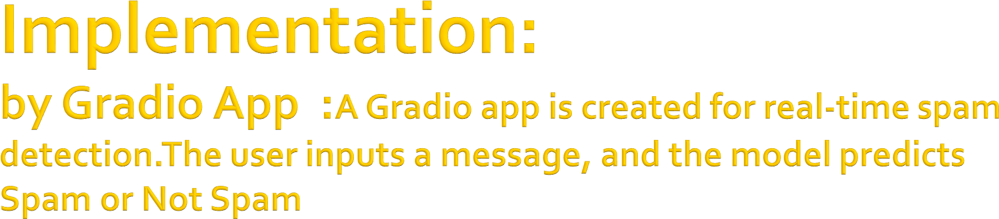 Implementation:
by Gradio App  :A Gradio app is created for real-time spam
detection.The user inputs a message, and the model predicts
Spam or Not Spam